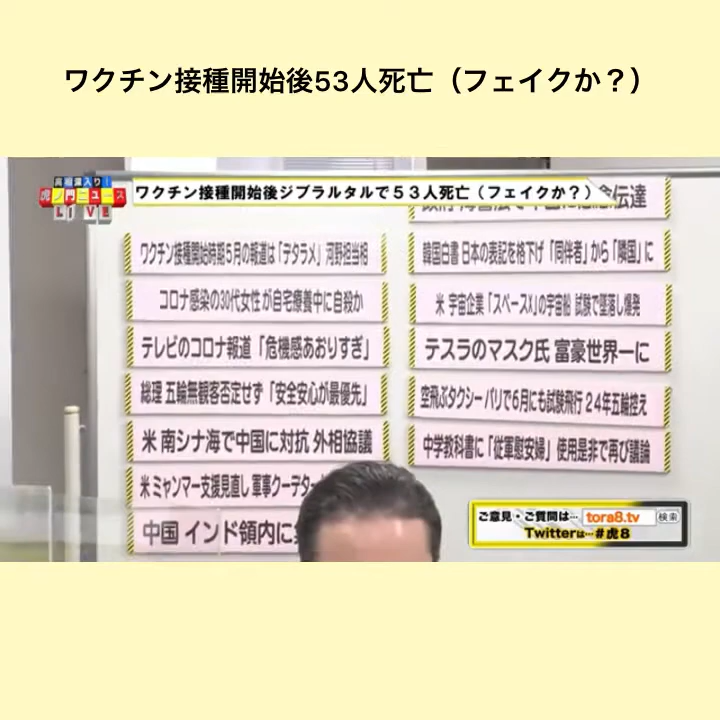 ワクチン接種開始後53人死亡（フェイクか？）
真相深入り！
虎ノ門ニュース
LIVE
ワクチン接種開始後ジブラルタルで５３人死亡（フェイクか？）
ワクチン接種開始時期5月の報道は「デタラメ」河野担当相
コロナ感染の30代女性が自宅療養中に自殺か
テレビのコロナ報道「危機感あおりすぎ」
総理 五輪無観客否定せず「安全安心が最優先」
米 南シナ海で中国に対抗 外相協議
米 ミャンマー支援見直し 軍事クーデター
中国 インド領内に
伝達
韓国白書 日本の表記を格下げ「同伴者」から「隣国」に
米 宇宙企業「スペースX」の宇宙船 試験で墜落し爆発
テスラのマスク氏 富豪世界一に
空飛ぶタクシー パリで6月にも試験飛行 24年五輪控え
中学教科書に「従軍慰安婦」使用是非で再び議論
ご意見・ご質問は… tora8.tv 検索
Twitterは…#虎8